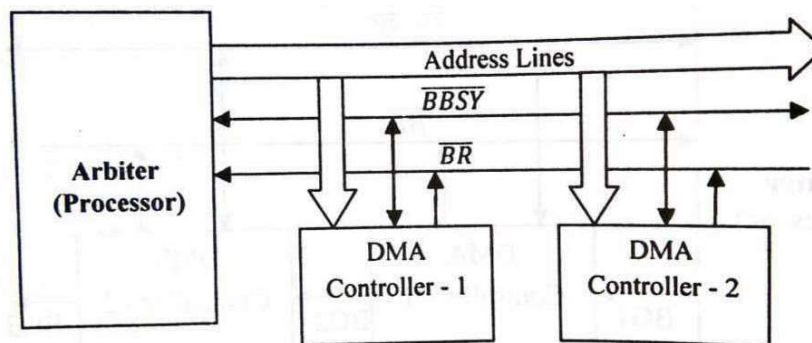 Address Lines
BBSY
BR
Arbiter
(Processor)
DMA
Controller - 1
DMA
Controller - 2